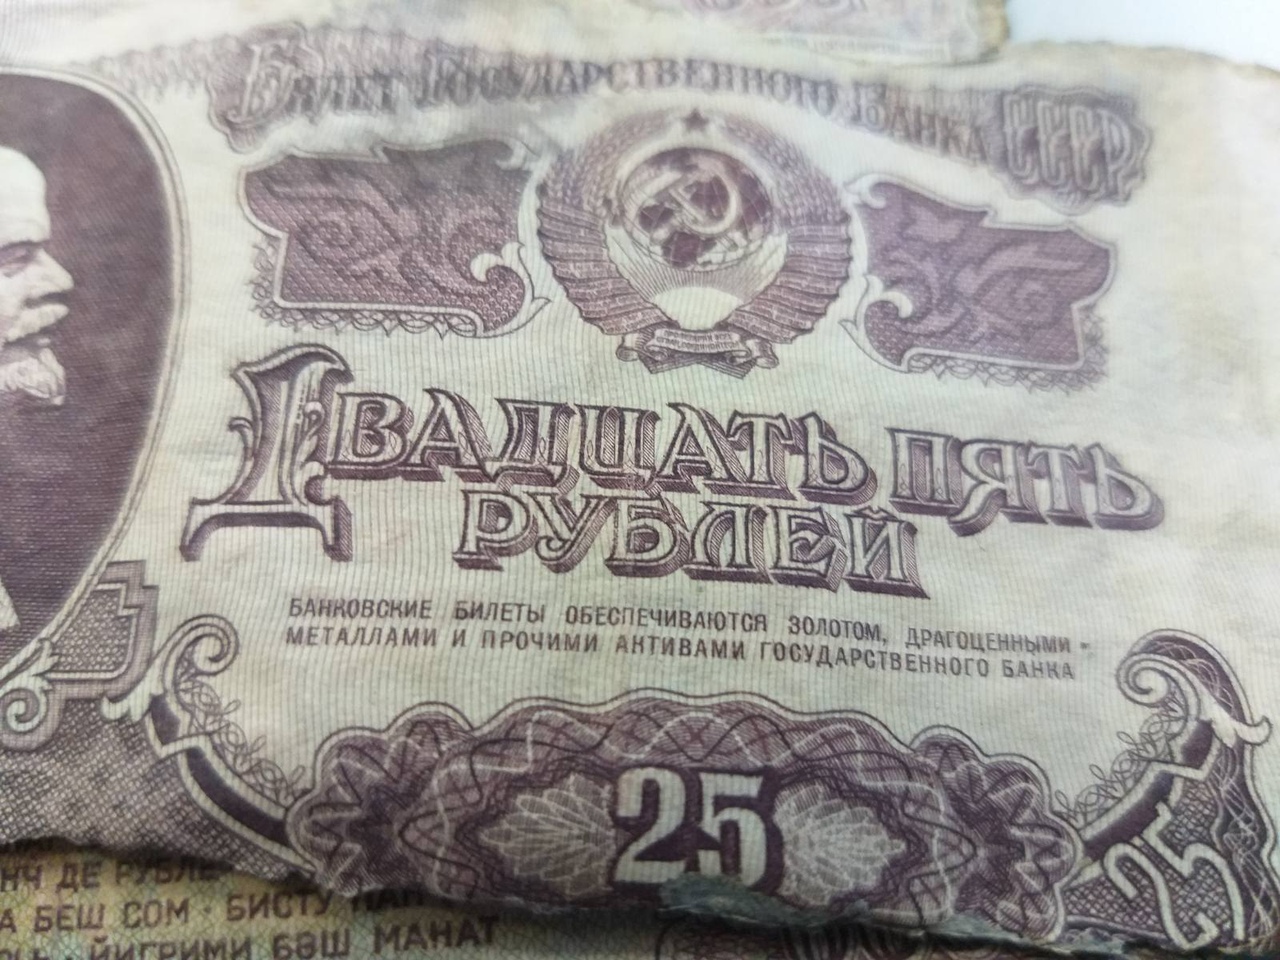 Билет Государственного Банка СССР
Двадцать пять
рублей
БАНКОВСКИЕ БИЛЕТЫ ОБЕСПЕЧИВАЮТСЯ ЗОЛОТОМ, ДРАГОЦЕННЫМИ -
МЕТАЛЛАМИ И ПРОЧИМИ АКТИВАМИ ГОСУДАРСТВЕННОГО БАНКА
25
25
ДЕ РУБЛЕ
БЕШ СОМ · БИСТУ
ЙИГРИМИ БӘШ МАНАТ